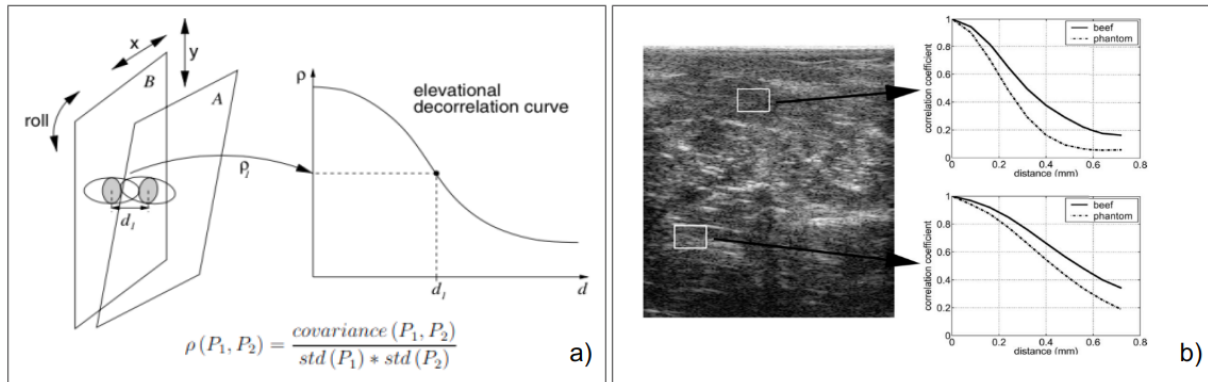 x
y
B
A
roll
ρ
elevational
decorrelation curve
ρ₁
d₁
d₁
d
ρ (P₁, P₂) = covariance (P₁, P₂) / std (P₁) * std (P₂)
a)
correlation coefficient
1
0.8
0.6
0.4
0.2
0
0 0.2 0.4 0.6 0.8
distance (mm)
beef
phantom
correlation coefficient
1
0.8
0.6
0.4
0.2
0
0 0.2 0.4 0.6 0.8
distance (mm)
beef
phantom
b)